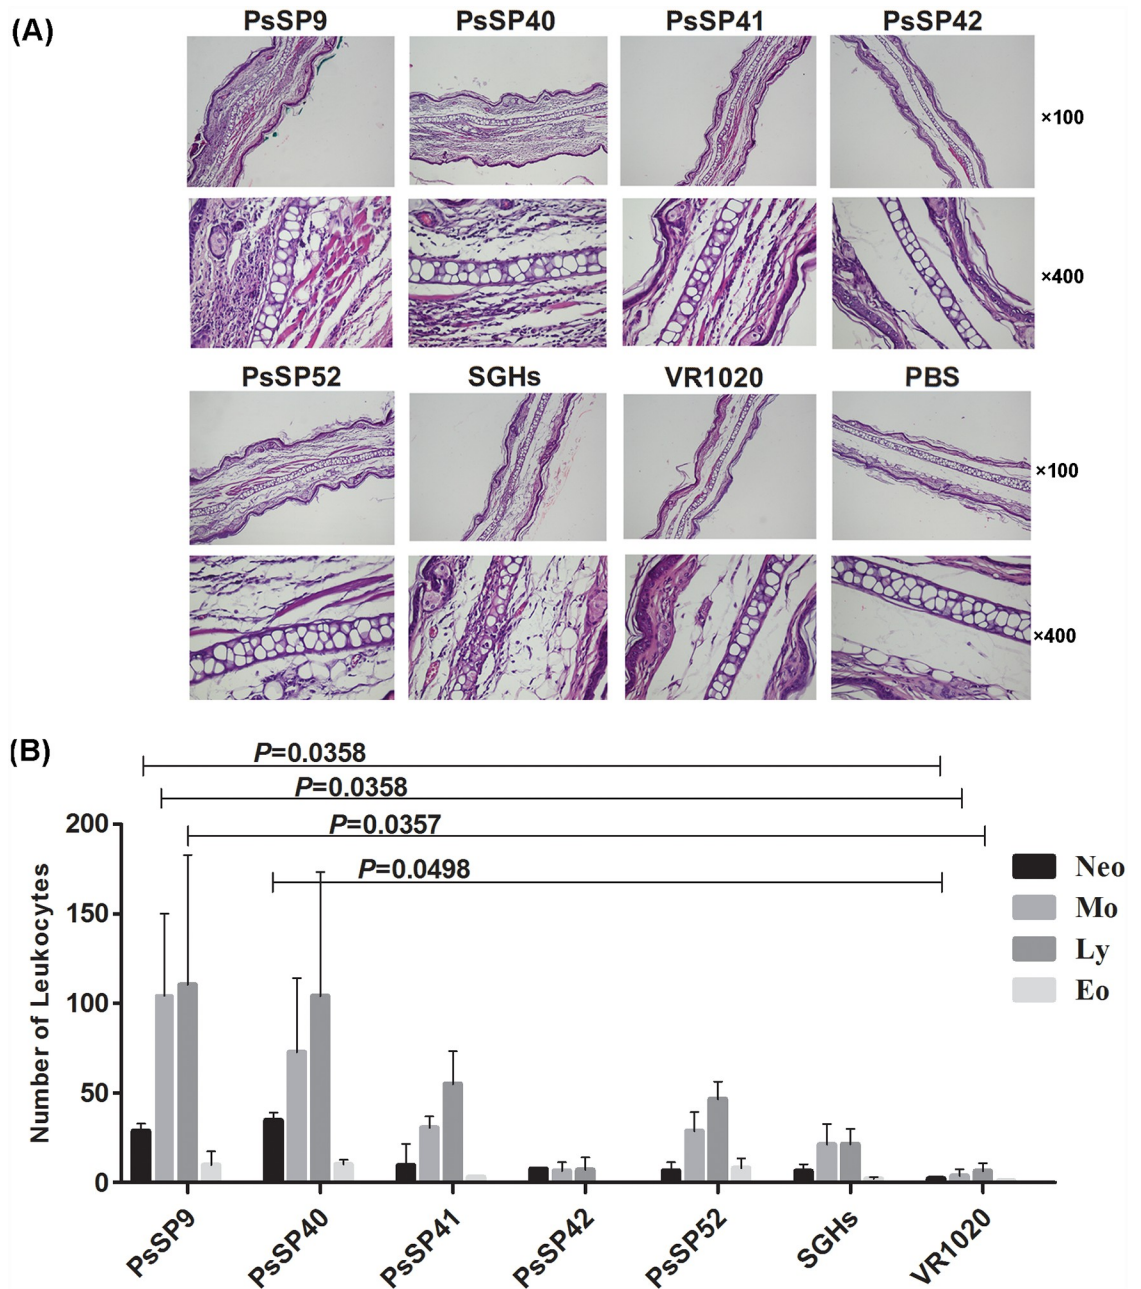 (A)
PsSP9 PsSP40 PsSP41 PsSP42
×100
×400
PsSP52 SGHs VR1020 PBS
×100
×400
(B)
P=0.0358
P=0.0358
P=0.0357
P=0.0498
Number of Leukocytes
200
150
100
50
0
Neo
Mo
Ly
Eo
PsSP9 PsSP40 PsSP41 PsSP42 PsSP52 SGHs VR1020